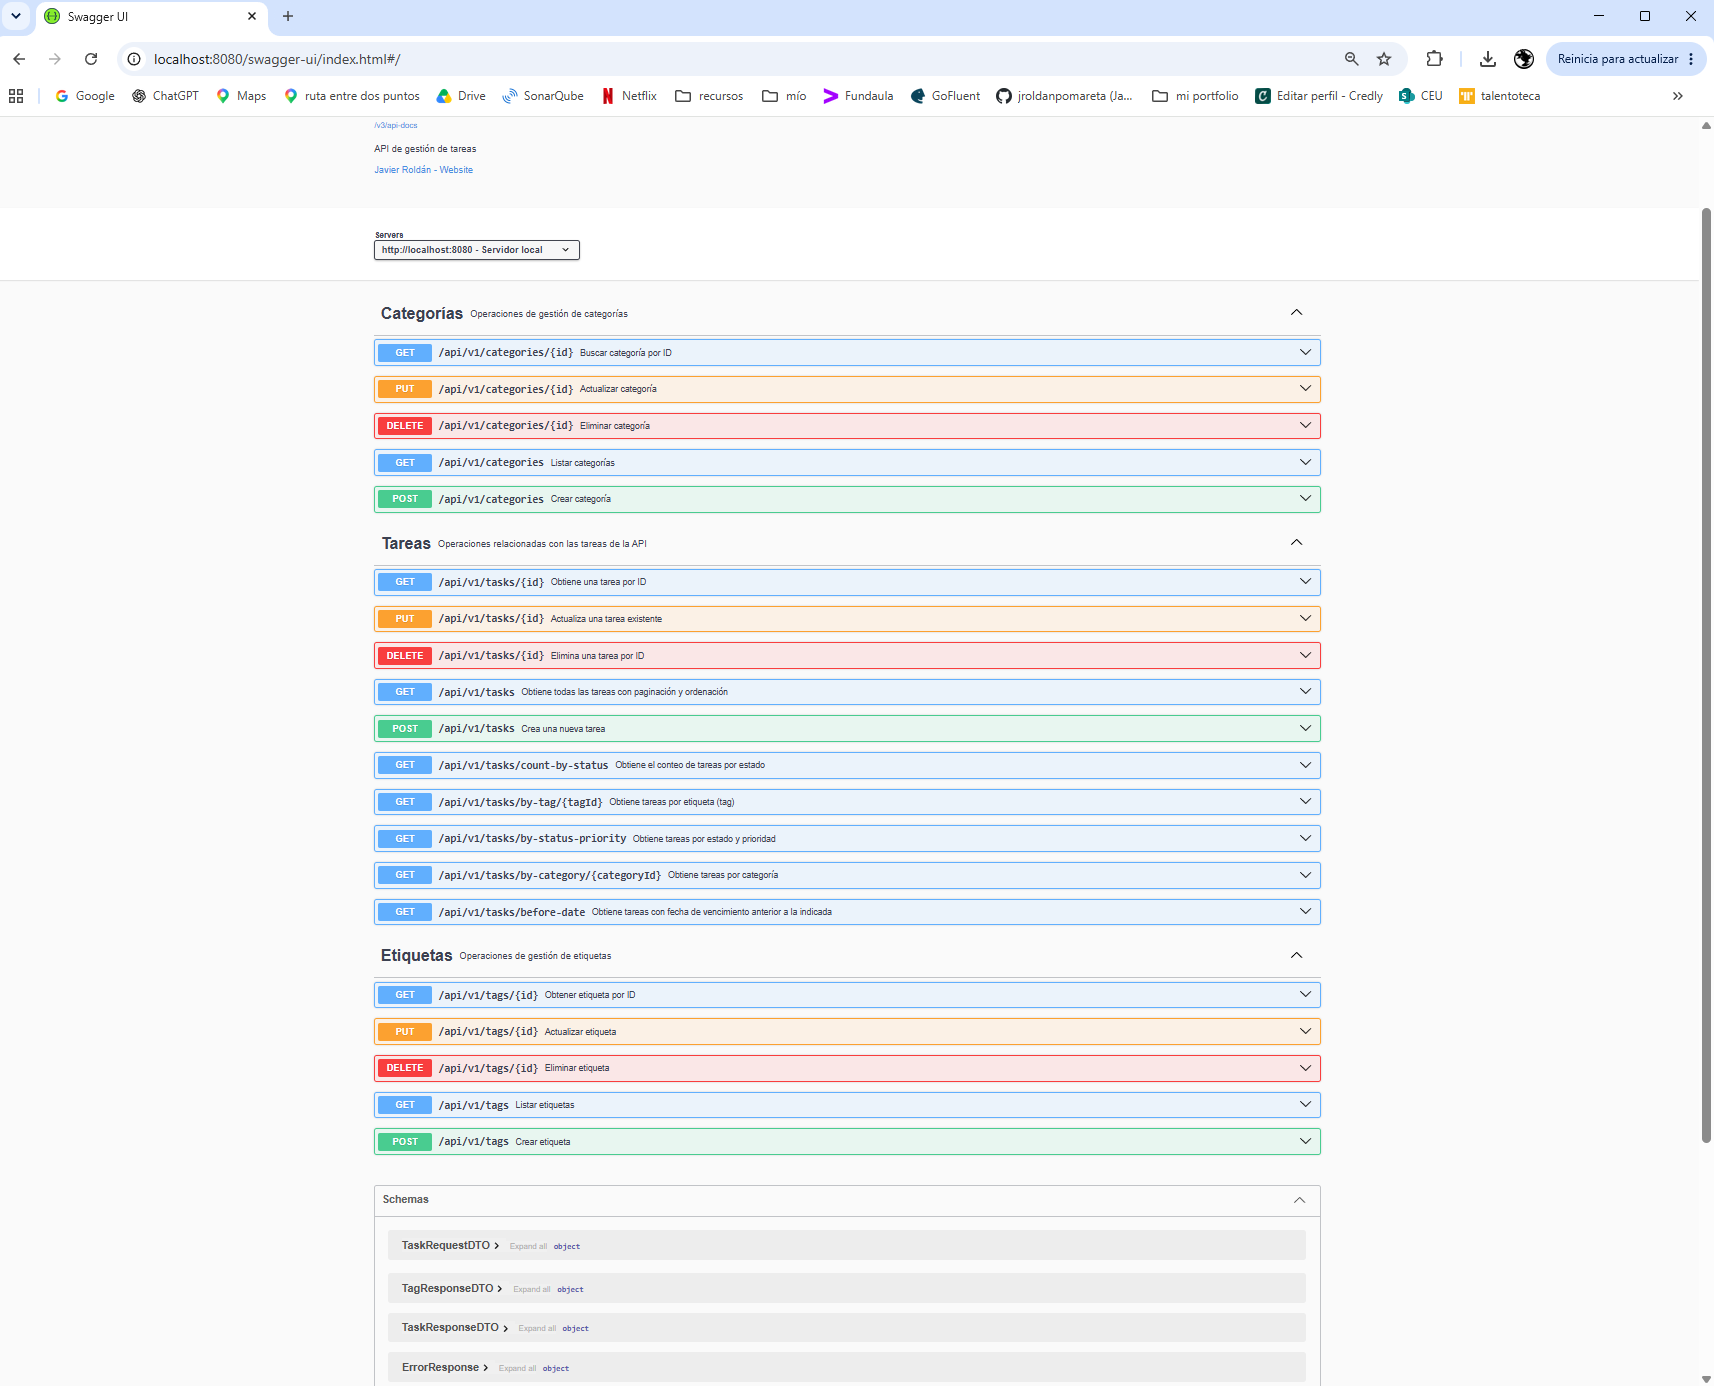 Swagger UI
localhost:8080/swagger-ui/index.html#/
Reinicia para actualizar
Google ChatGPT Maps ruta entre dos puntos Drive SonarQube Netflix recursos mío Fundaula GoFluent jroldanpomareta (Ja... mi portfolio Editar perfil - Credly CEU talentoteca
/v3/api-docs
API de gestión de tareas
Javier Roldán - Website
Servers
http://localhost:8080 - Servidor local
Categorías Operaciones de gestión de categorías
GET /api/v1/categories/{id} Buscar categoría por ID
PUT /api/v1/categories/{id} Actualizar categoría
DELETE /api/v1/categories/{id} Eliminar categoría
GET /api/v1/categories Listar categorías
POST /api/v1/categories Crear categoría
Tareas Operaciones relacionadas con las tareas de la API
GET /api/v1/tasks/{id} Obtiene una tarea por ID
PUT /api/v1/tasks/{id} Actualiza una tarea existente
DELETE /api/v1/tasks/{id} Elimina una tarea por ID
GET /api/v1/tasks Obtiene todas las tareas con paginación y ordenación
POST /api/v1/tasks Crea una nueva tarea
GET /api/v1/tasks/count-by-status Obtiene el conteo de tareas por estado
GET /api/v1/tasks/by-tag/{tagId} Obtiene tareas por etiqueta (tag)
GET /api/v1/tasks/by-status-priority Obtiene tareas por estado y prioridad
GET /api/v1/tasks/by-category/{categoryId} Obtiene tareas por categoría
GET /api/v1/tasks/before-date Obtiene tareas con fecha de vencimiento anterior a la indicada
Etiquetas Operaciones de gestión de etiquetas
GET /api/v1/tags/{id} Obtener etiqueta por ID
PUT /api/v1/tags/{id} Actualizar etiqueta
DELETE /api/v1/tags/{id} Eliminar etiqueta
GET /api/v1/tags Listar etiquetas
POST /api/v1/tags Crear etiqueta
Schemas
TaskRequestDTO Expand all object
TagResponseDTO Expand all object
TaskResponseDTO Expand all object
ErrorResponse Expand all object